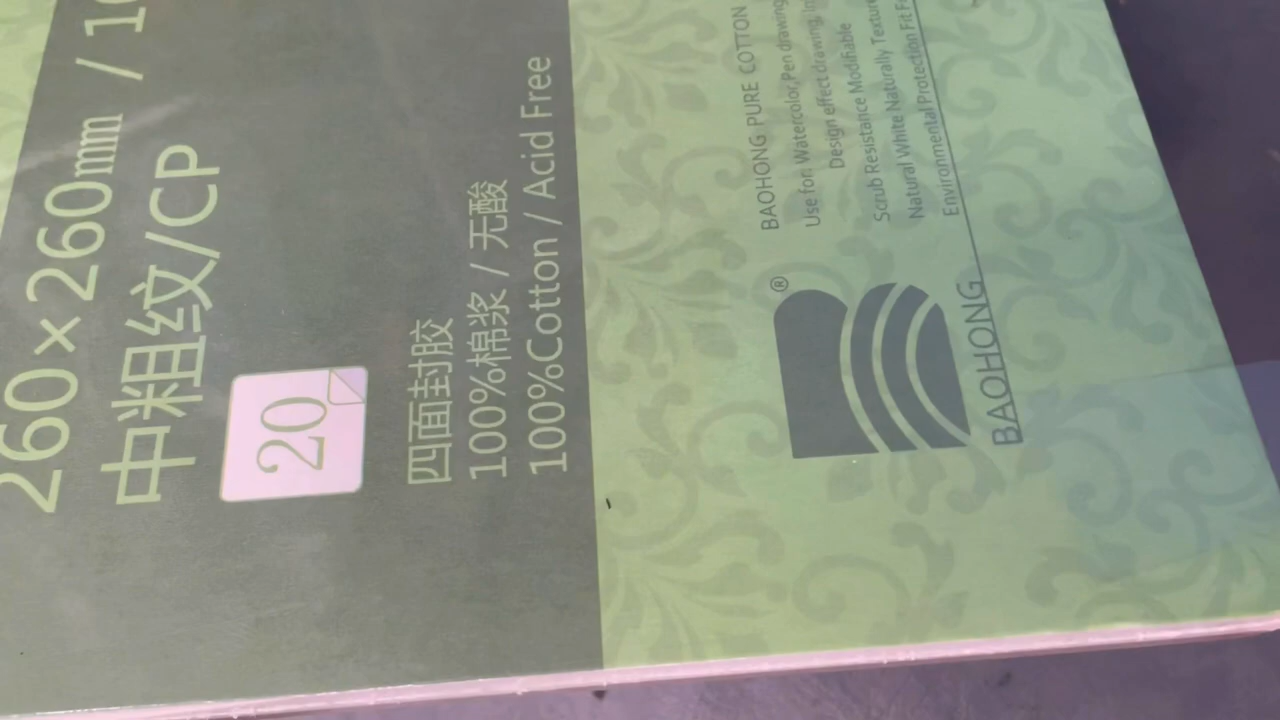 260×260mm / 10
中粗纹/CP
20
四面封胶
100%棉浆 / 无酸
100%Cotton / Acid Free
BAOHONG PURE COTTON
Use for: Watercolor,Pen drawing,
Design effect drawing,
Scrub Resistance Modifiable
Natural White Naturally
Environmental Protection Fit
®
BAOHONG